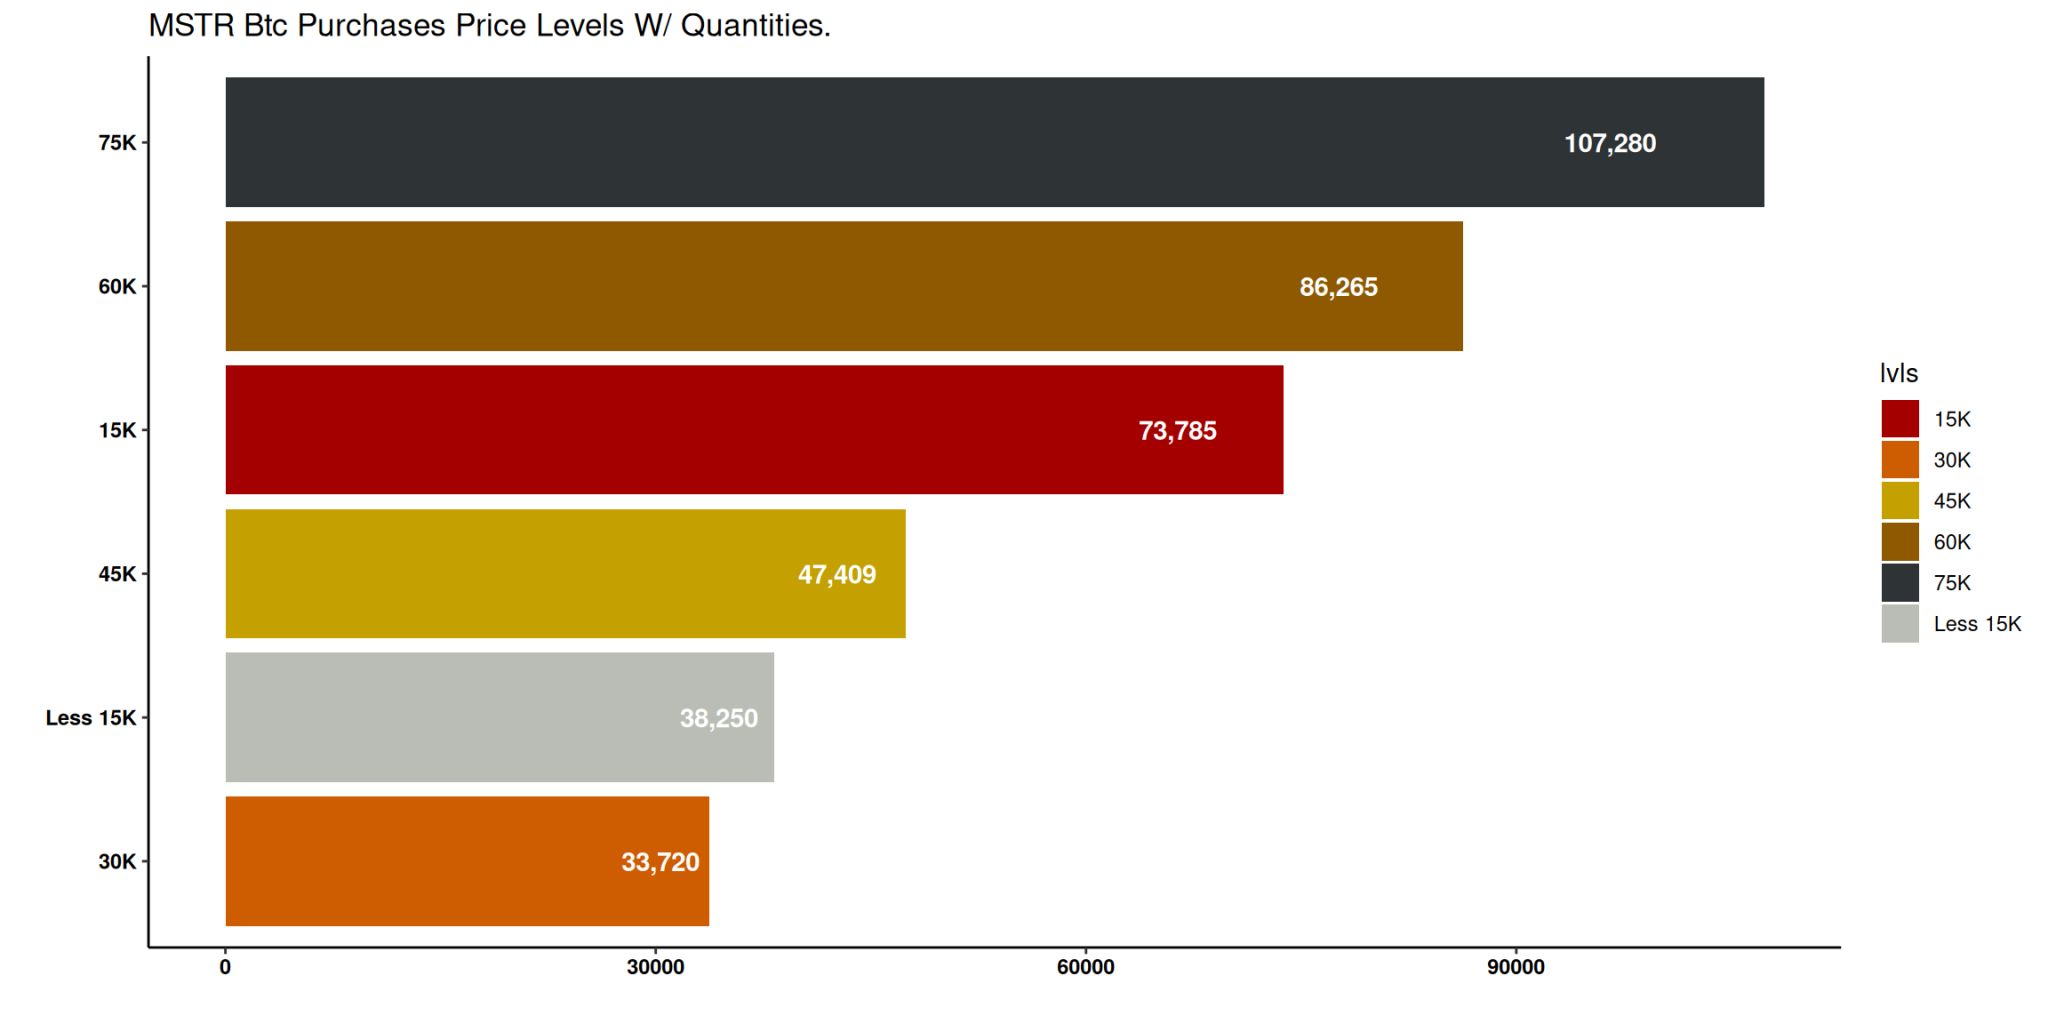 MSTR Btc Purchases Price Levels W/ Quantities.
75K
107,280
60K
86,265
15K
73,785
45K
47,409
Less 15K
38,250
30K
33,720
0 30000 60000 90000
lvls
15K
30K
45K
60K
75K
Less 15K